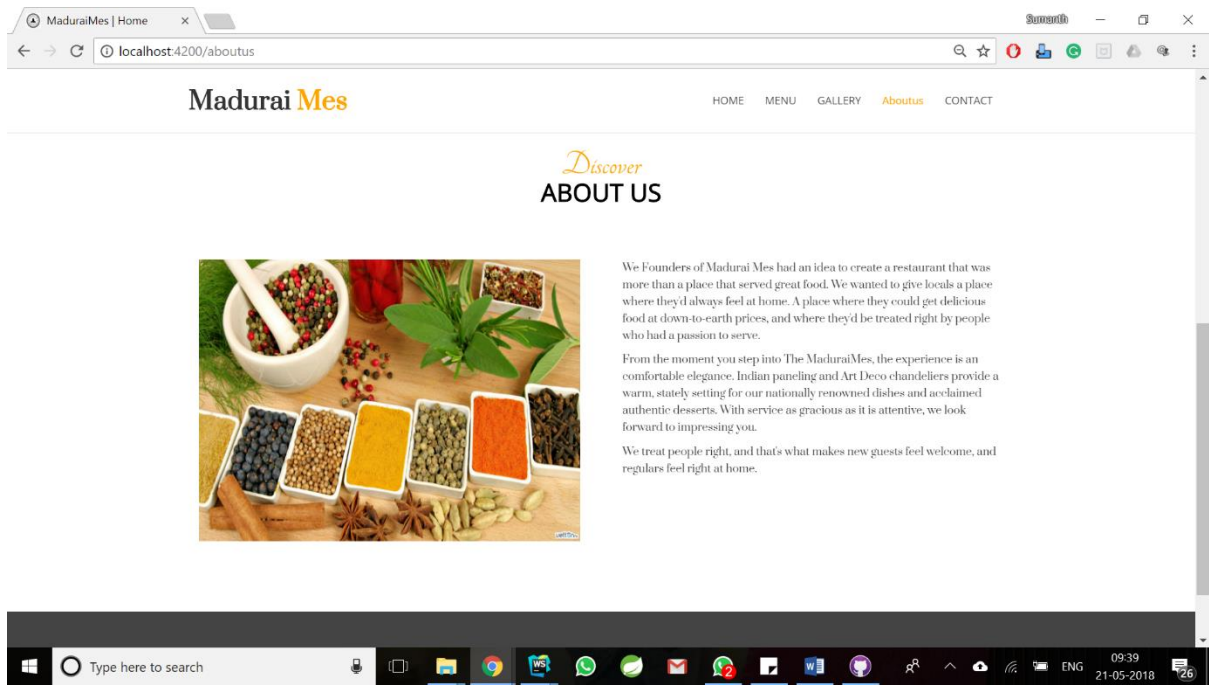 MaduraiMes | Home
Sumanth
localhost:4200/aboutus
Madurai Mes
HOME MENU GALLERY Aboutus CONTACT
Discover
ABOUT US
We Founders of Madurai Mes had an idea to create a restaurant that was
more than a place that served great food. We wanted to give locals a place
where they'd always feel at home. A place where they could get delicious
food at down-to-earth prices, and where they'd be treated right by people
who had a passion to serve.
From the moment you step into The MaduraiMes, the experience is an
comfortable elegance. Indian paneling and Art Deco chandeliers provide a
warm, stately setting for our nationally renowned dishes and acclaimed
authentic desserts. With service as gracious as it is attentive, we look
forward to impressing you.
We treat people right, and that's what makes new guests feel welcome, and
regulars feel right at home.
Type here to search
WS
2
ENG
09:39
21-05-2018
26